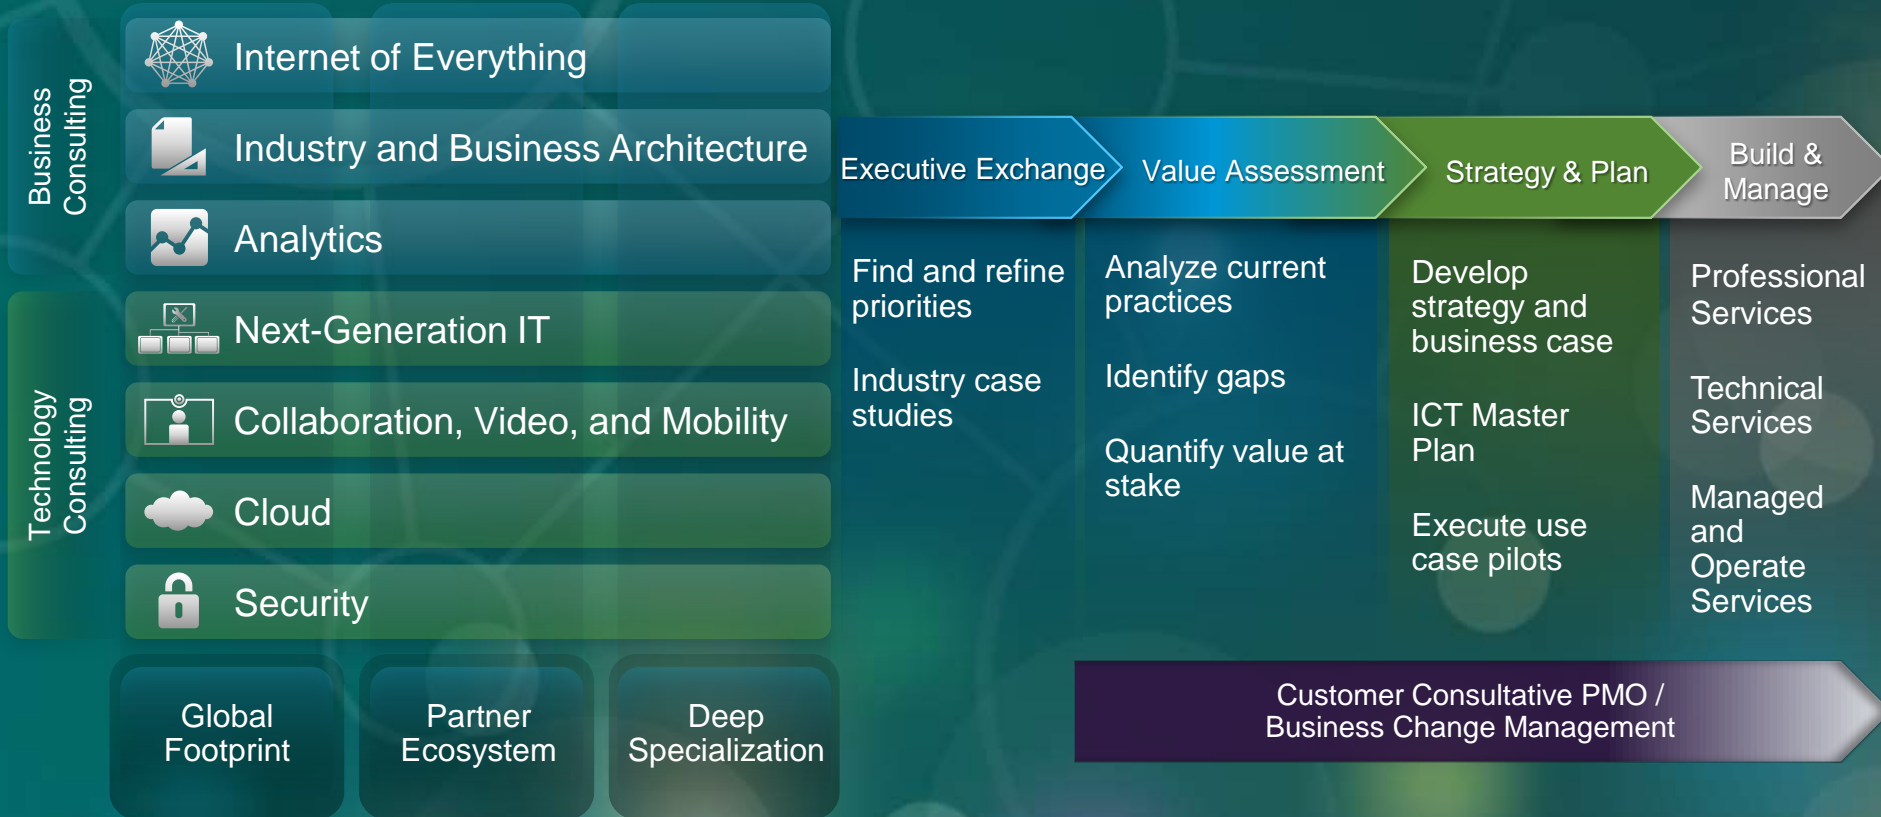 Business
Consulting
Internet of Everything
Industry and Business Architecture
Analytics
Technology
Consulting
Next-Generation IT
Collaboration, Video, and Mobility
Cloud
Security
Global
Footprint
Partner
Ecosystem
Deep
Specialization
Executive Exchange
Find and refine
priorities
Industry case
studies
Value Assessment
Analyze current
practices
Identify gaps
Quantify value at
stake
Strategy & Plan
Develop
strategy and
business case
ICT Master
Plan
Execute use
case pilots
Build &
Manage
Professional
Services
Technical
Services
Managed
and
Operate
Services
Customer Consultative PMO /
Business Change Management